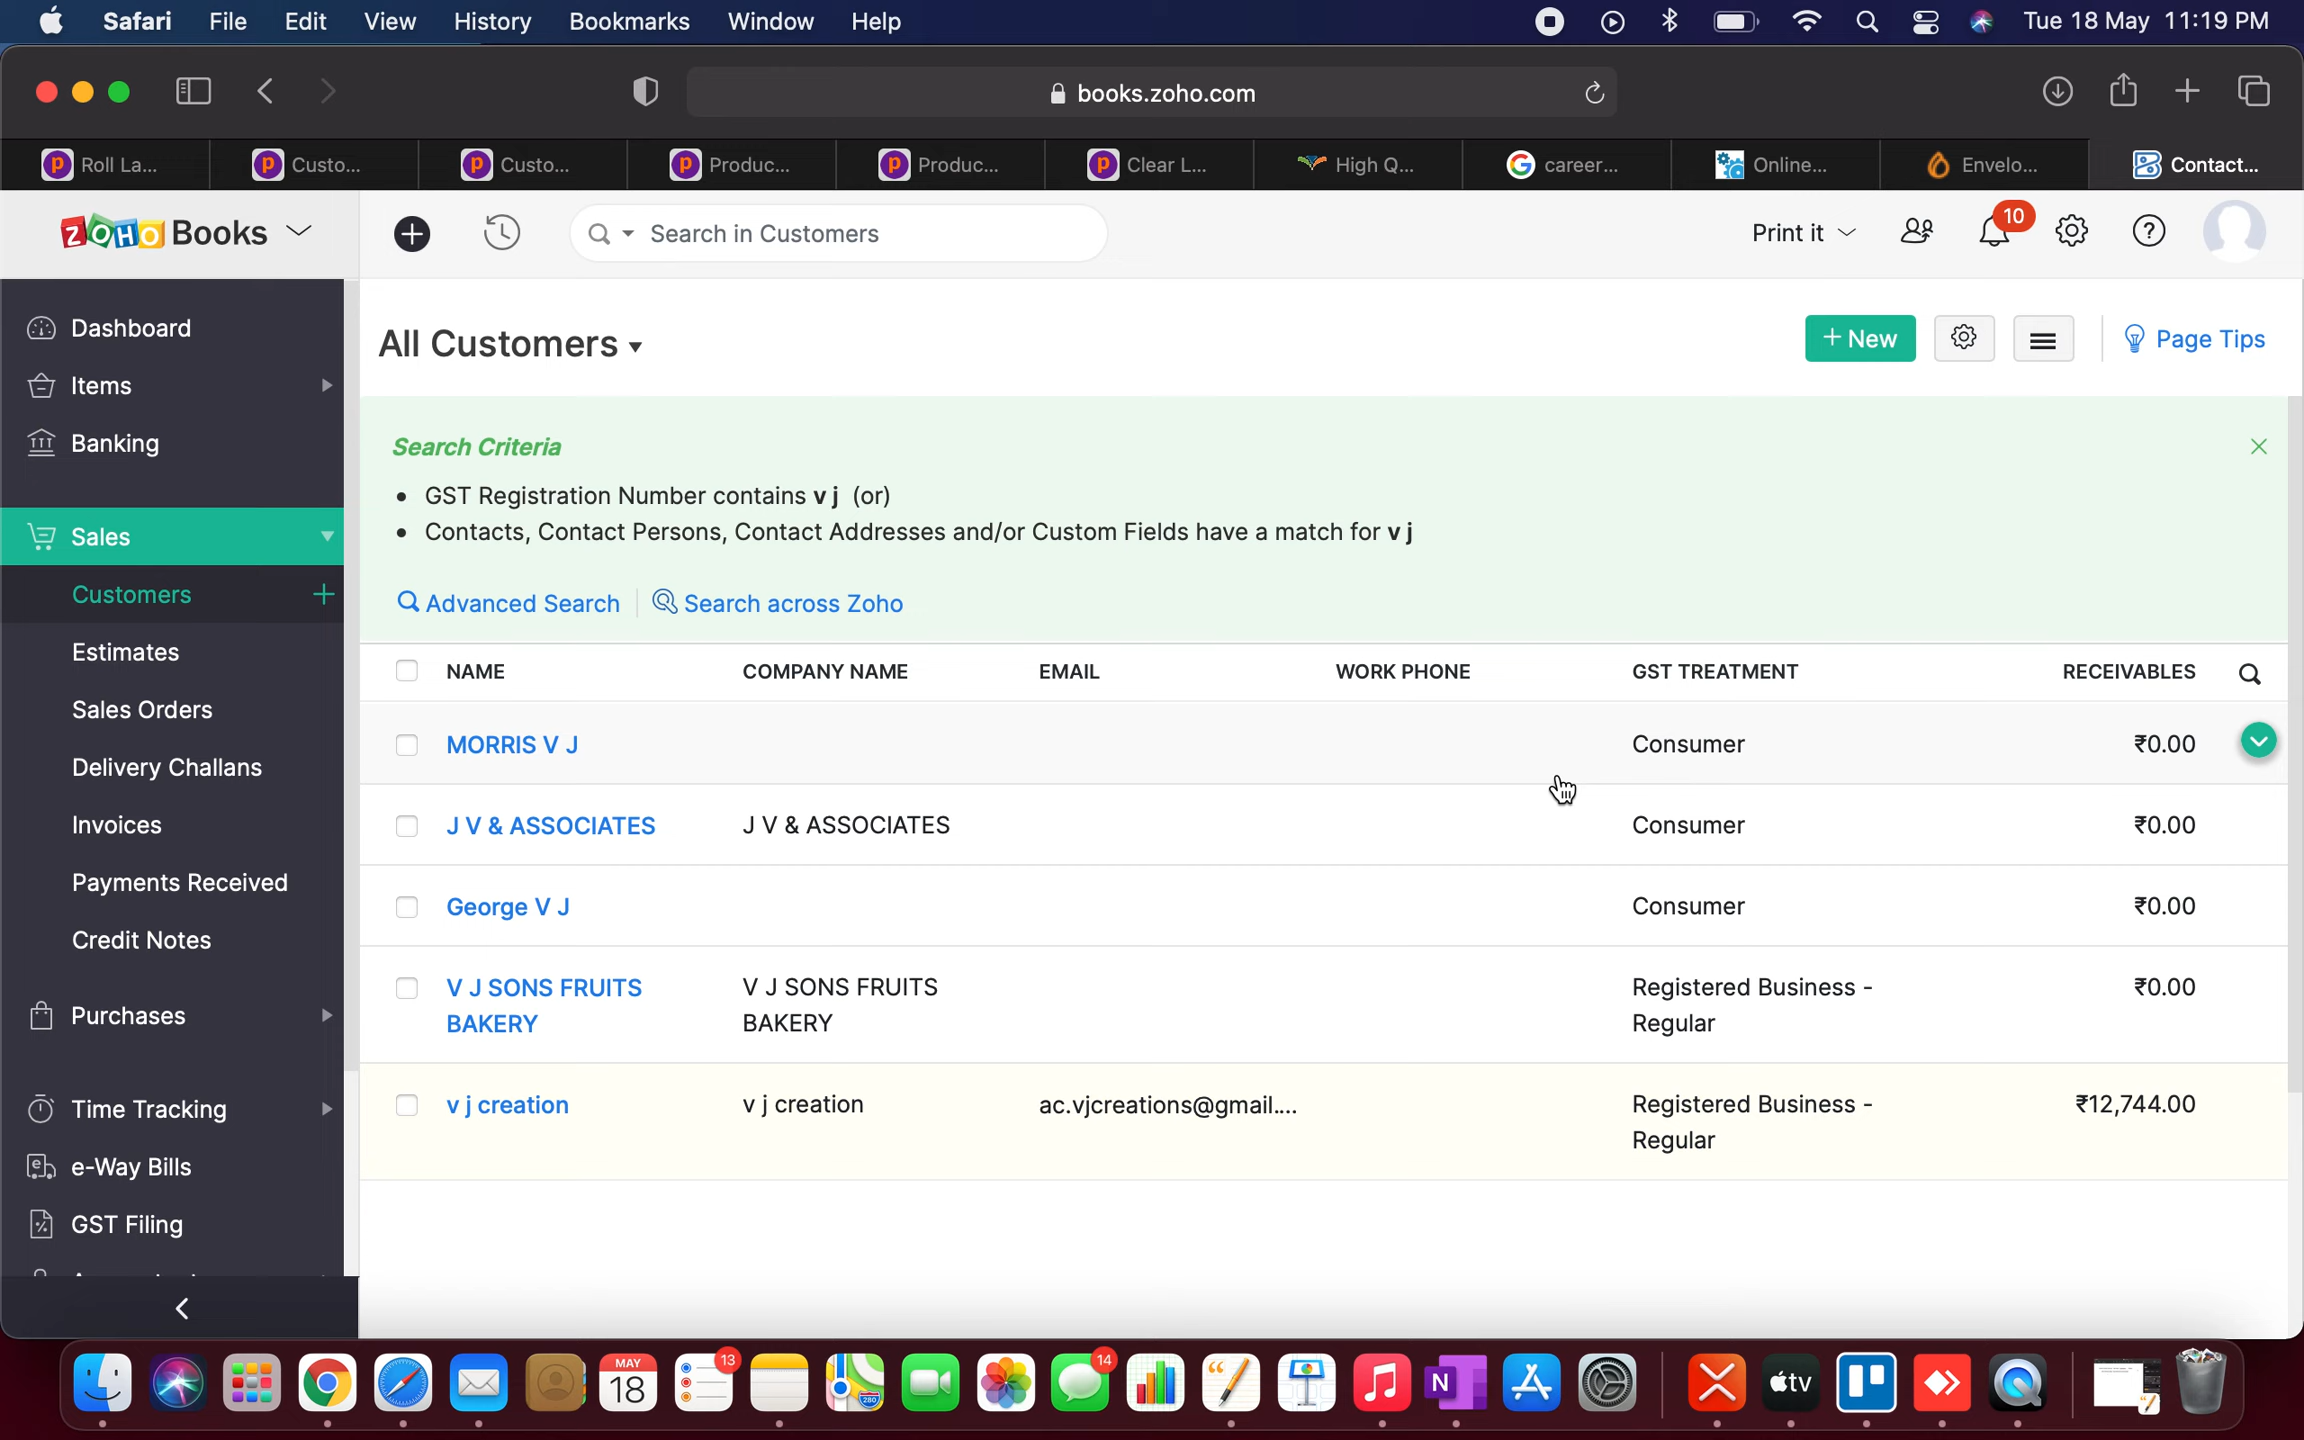 Safari File Edit View History Bookmarks Window Help Tue 18 May 11:19 PM
books.zoho.com
Roll La... Custo... Custo... Produc... Produc... Clear L... High Q... career... Online... Envelo... Contact...
ZOHO Books Search in Customers Print it 10
Dashboard
Items
Banking
Sales
Customers
Estimates
Sales Orders
Delivery Challans
Invoices
Payments Received
Credit Notes
Purchases
Time Tracking
e-Way Bills
GST Filing
All Customers + New Page Tips
Search Criteria
• GST Registration Number contains v j (or)
• Contacts, Contact Persons, Contact Addresses and/or Custom Fields have a match for v j
Advanced Search Search across Zoho
NAME COMPANY NAME EMAIL WORK PHONE GST TREATMENT RECEIVABLES
MORRIS V J Consumer ₹0.00
J V & ASSOCIATES J V & ASSOCIATES Consumer ₹0.00
George V J Consumer ₹0.00
V J SONS FRUITS V J SONS FRUITS Registered Business - ₹0.00
BAKERY BAKERY Regular
v j creation v j creation ac.vjcreations@gmail.... Registered Business - ₹12,744.00
Regular
MAY 13 14
18 280 N tv